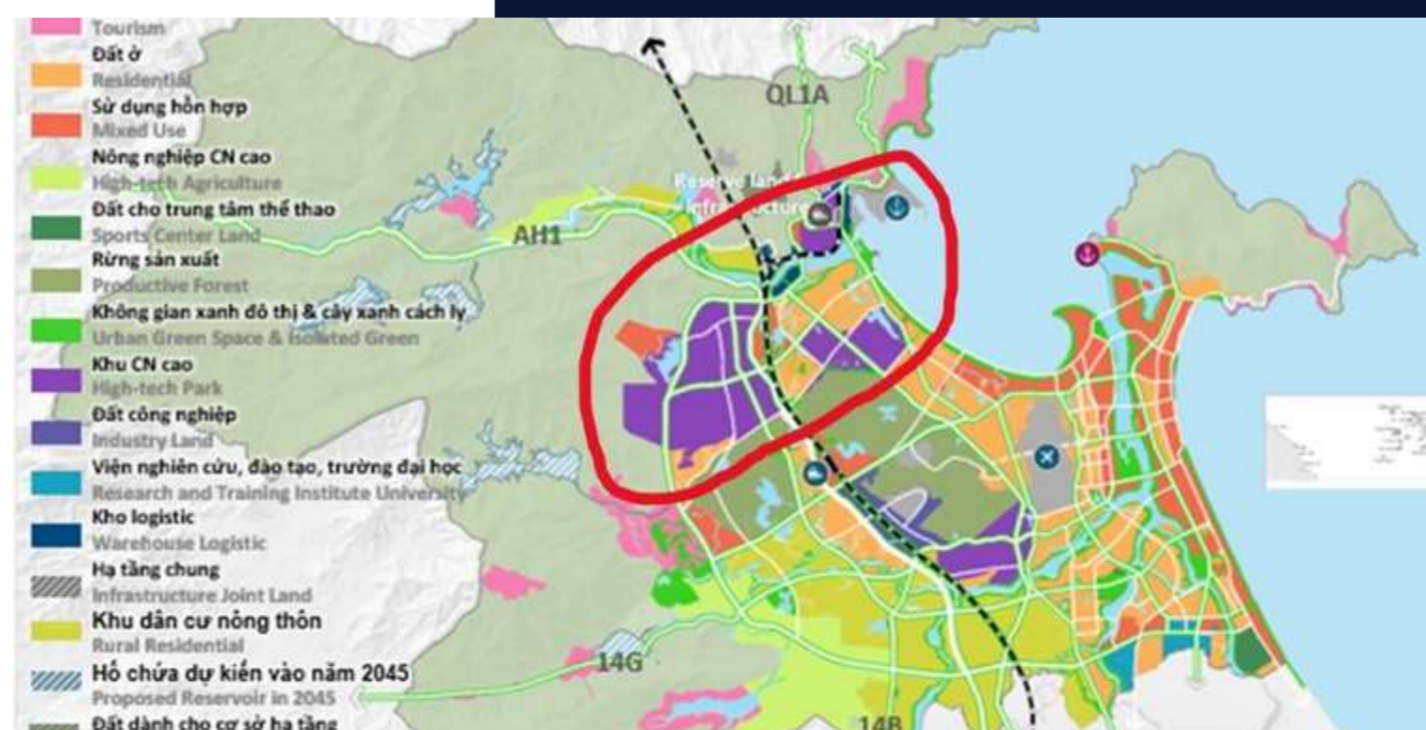 Tourism
Đất ở
Residential
Sử dụng hỗn hợp
Mixed Use
Nông nghiệp CN cao
High-tech Agriculture
Đất cho trung tâm thể thao
Sports Center Land
Rừng sản xuất
Productive Forest
Không gian xanh đô thị & cây xanh cách ly
Urban Green Space & Isolated Green
Khu CN cao
High-tech Park
Đất công nghiệp
Industry Land
Viện nghiên cứu, đào tạo, trường đại học
Research and Training Institute University
Kho logistic
Warehouse Logistic
Hạ tầng chung
Infrastructure Joint Land
Khu dân cư nông thôn
Rural Residential
Hồ chứa dự kiến vào năm 2045
Proposed Reservoir in 2045
Đất dành cho cơ sở hạ tầng
QL1A
Reserve land
Infrastructure
AH1
14G
14B